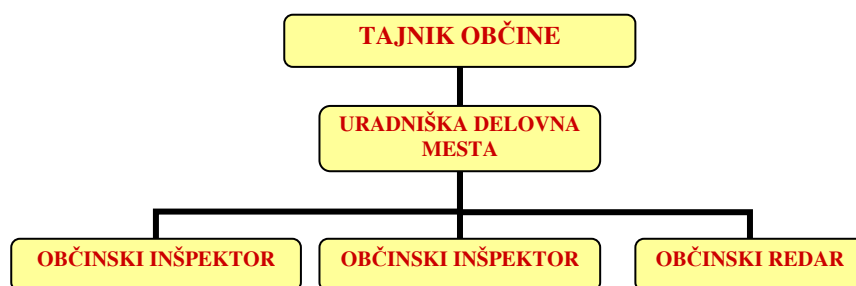 TAJNIK OBČINE
URADNIŠKA DELOVNA
MESTA
OBČINSKI INŠPEKTOR
OBČINSKI INŠPEKTOR
OBČINSKI REDAR